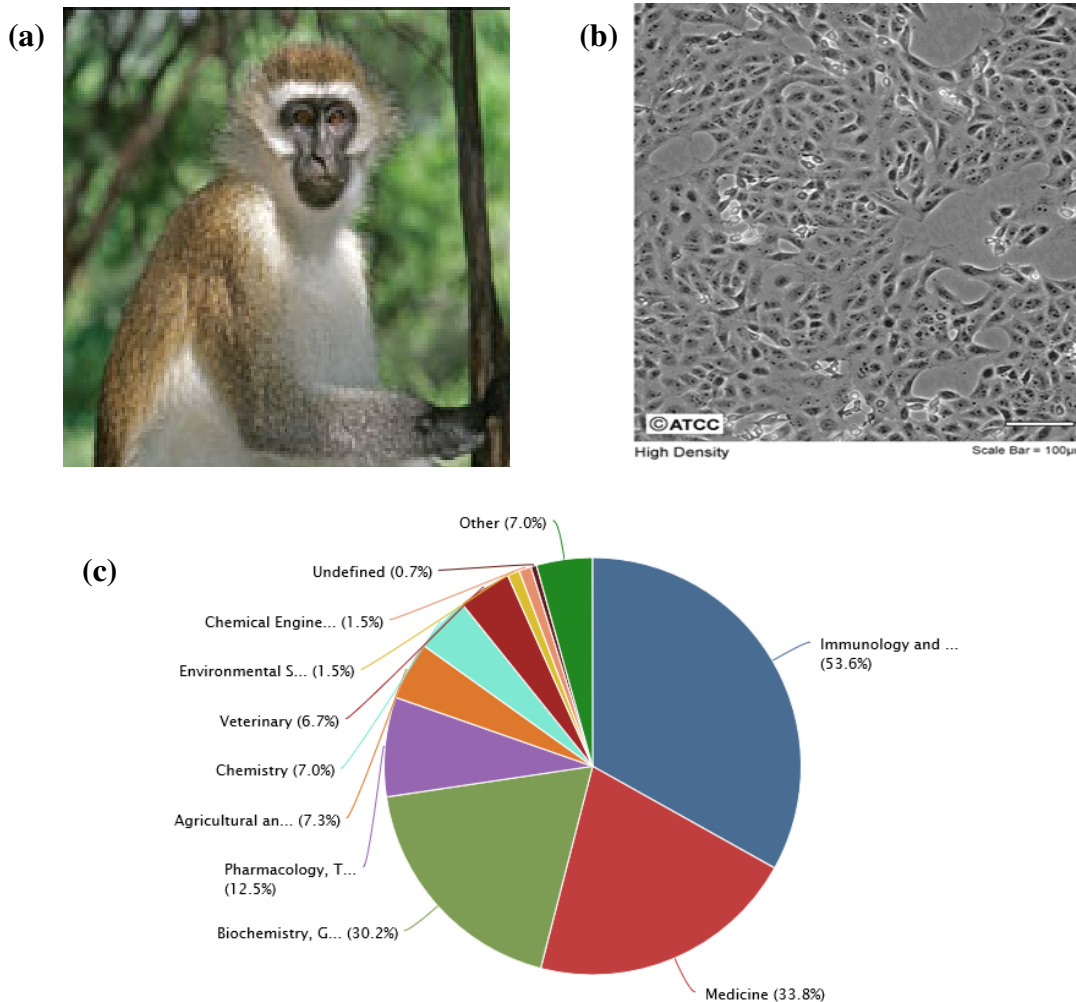 (a)
(b)
©ATCC
High Density
Scale Bar = 100µ
(c)
Other (7.0%)
Undefined (0.7%)
Chemical Engine... (1.5%)
Environmental S... (1.5%)
Veterinary (6.7%)
Chemistry (7.0%)
Agricultural an... (7.3%)
Pharmacology, T...
(12.5%)
Biochemistry, G... (30.2%)
Immunology and ...
(53.6%)
Medicine (33.8%)